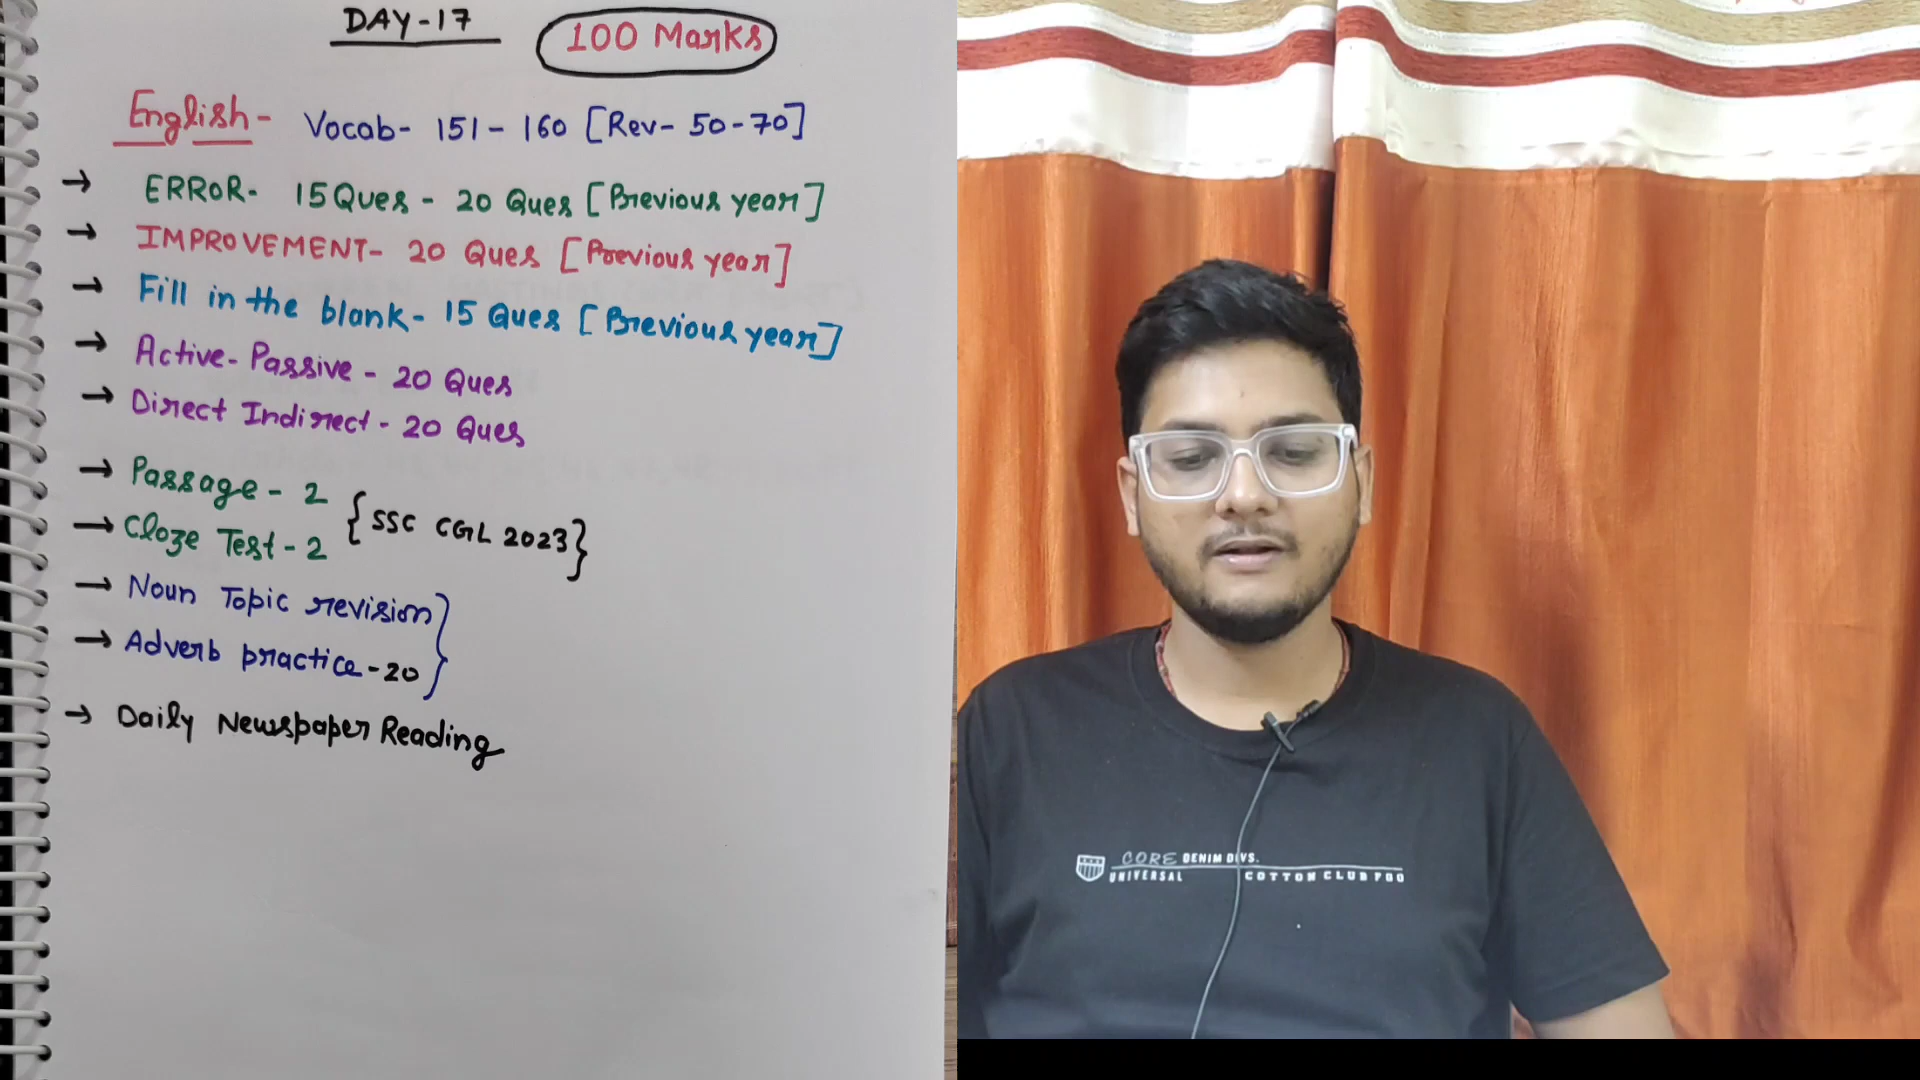 DAY-17
100 Marks
English- Vocab- 151-160 [Rev- 50-70]
→ ERROR- 15 Ques - 20 Ques [Previous year]
→ IMPROVEMENT- 20 Ques [Previous year]
→ Fill in the blank- 15 Ques [Previous year]
→ Active-Passive - 20 Ques
→ Direct Indirect - 20 Ques
→ Passage - 2
→ Cloze Test - 2 {SSC CGL 2023}
→ Noun Topic revision
→ Adverb practice - 20
→ Daily Newspaper Reading
CORE DENIM DIVS.
UNIVERSAL COTTON CLUB